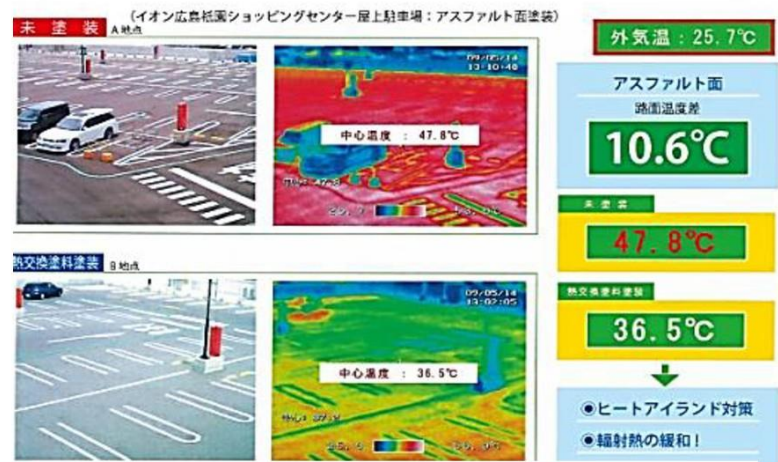 （イオン広島祇園ショッピングセンター屋上駐車場：アスファルト面塗装）
未塗装 A地点
09/05/14
13:10:40
中心温度 : 47.8℃
熱交換塗料塗装 B地点
09/05/14
13:02:05
中心温度 : 36.5℃
外気温：25.7℃
アスファルト面
路面温度差
10.6℃
未塗装
47.8℃
熱交換塗料塗装
36.5℃
◉ヒートアイランド対策
◉輻射熱の緩和！